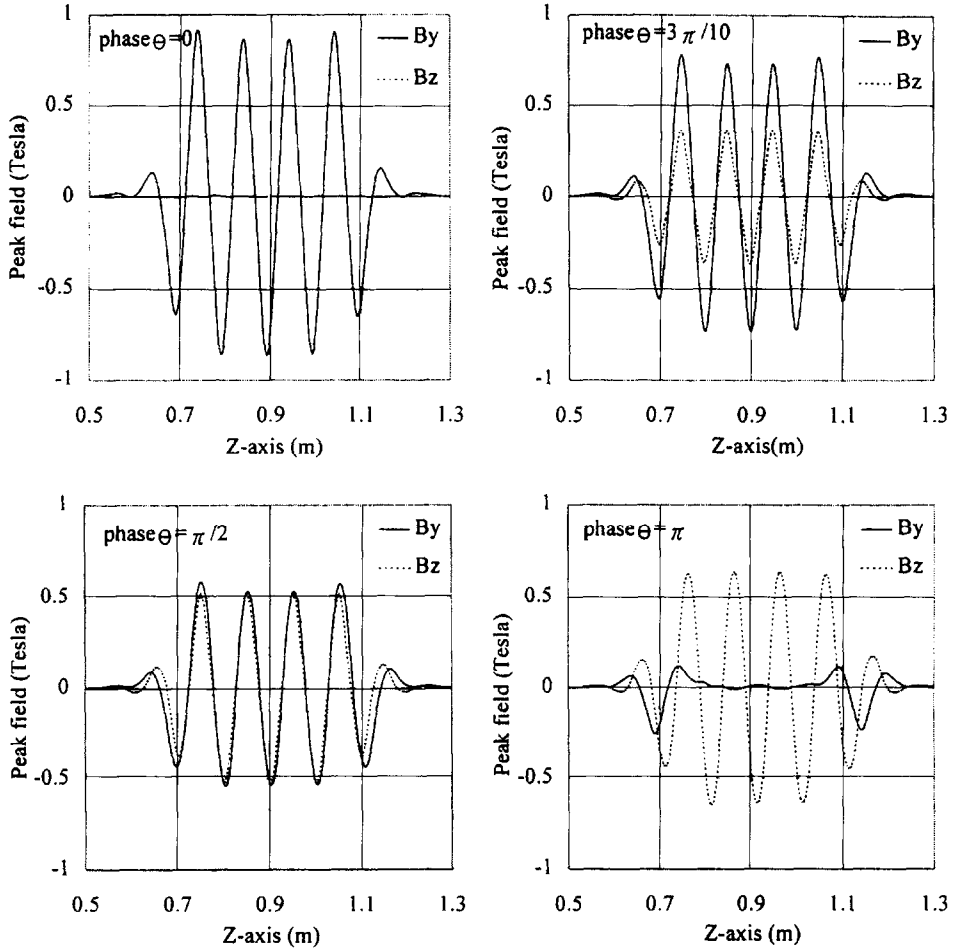 1
phase Θ=0
By
Bz
0.5
0
-0.5
-1
Peak field (Tesla)
0.5 0.7 0.9 1.1 1.3
Z-axis (m)
1
phase Θ=3π/10
By
Bz
0.5
0
-0.5
-1
Peak field (Tesla)
0.5 0.7 0.9 1.1 1.3
Z-axis(m)
1
phase Θ=π/2
By
Bz
0.5
0
-0.5
-1
Peak field (Tesla)
0.5 0.7 0.9 1.1 1.3
Z-axis (m)
1
phase Θ=π
By
Bz
0.5
0
-0.5
-1
Peak field (Tesla)
0.5 0.7 0.9 1.1 1.3
Z-axis (m)